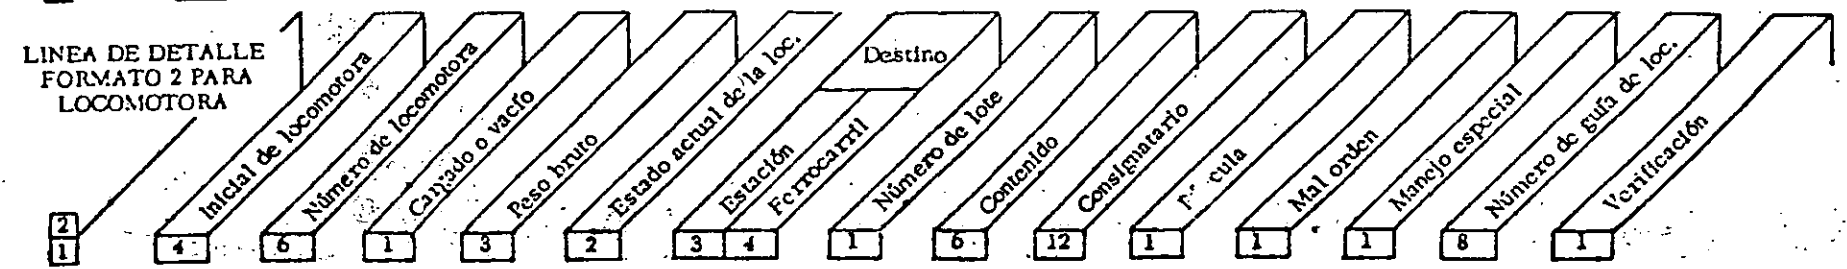 LINEA DE DETALLE
FORMATO 2 PARA
LOCOMOTORA
Inicial de locomotora
Número de locomotora
Cargado o vacío
Peso bruto
Estado actual de la loc.
Destino
Estación
Ferrocarril
Número de lote
Contenido
Consignatario
Mal orden
Manejo especial
Número de guía de loc.
Verificación
2
1
4
6
1
3
2
3
4
1
6
12
1
1
1
8
1